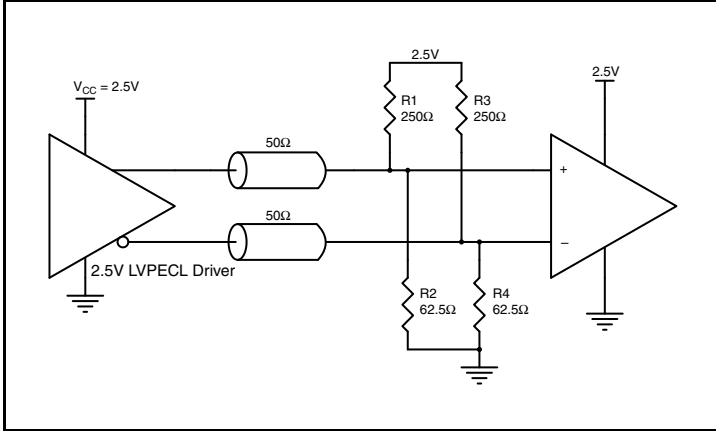 2.5V
V_CC = 2.5V
2.5V
R1
250Ω
R3
250Ω
50Ω
+
50Ω
–
2.5V LVPECL Driver
R2
62.5Ω
R4
62.5Ω